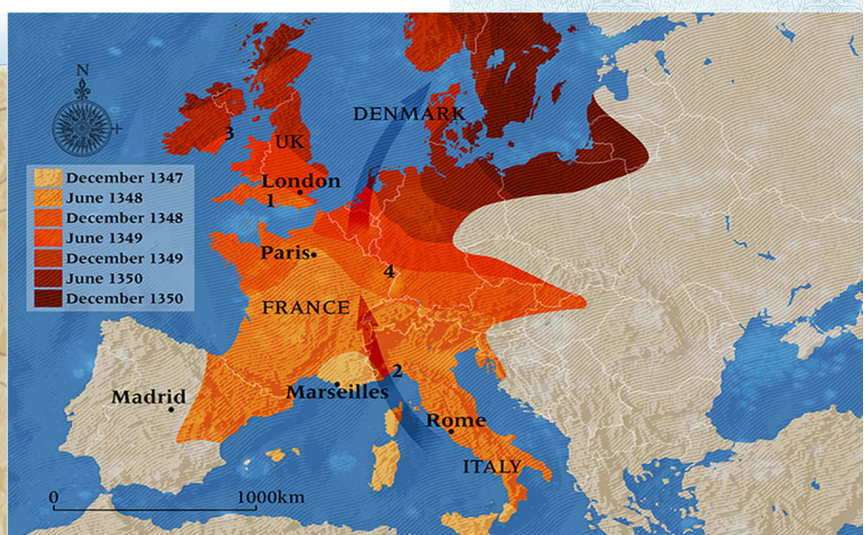 N
DENMARK
3
UK
December 1347
June 1348
December 1348
June 1349
December 1349
June 1350
December 1350
London
1
Paris
4
FRANCE
2
Marseilles
Madrid
Rome
ITALY
0
1000km